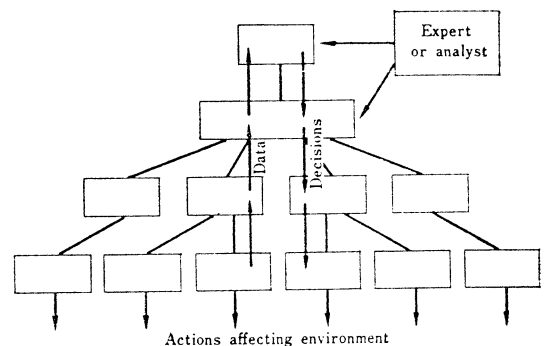 Expert
or analyst
Data
Decisions
Actions affecting environment